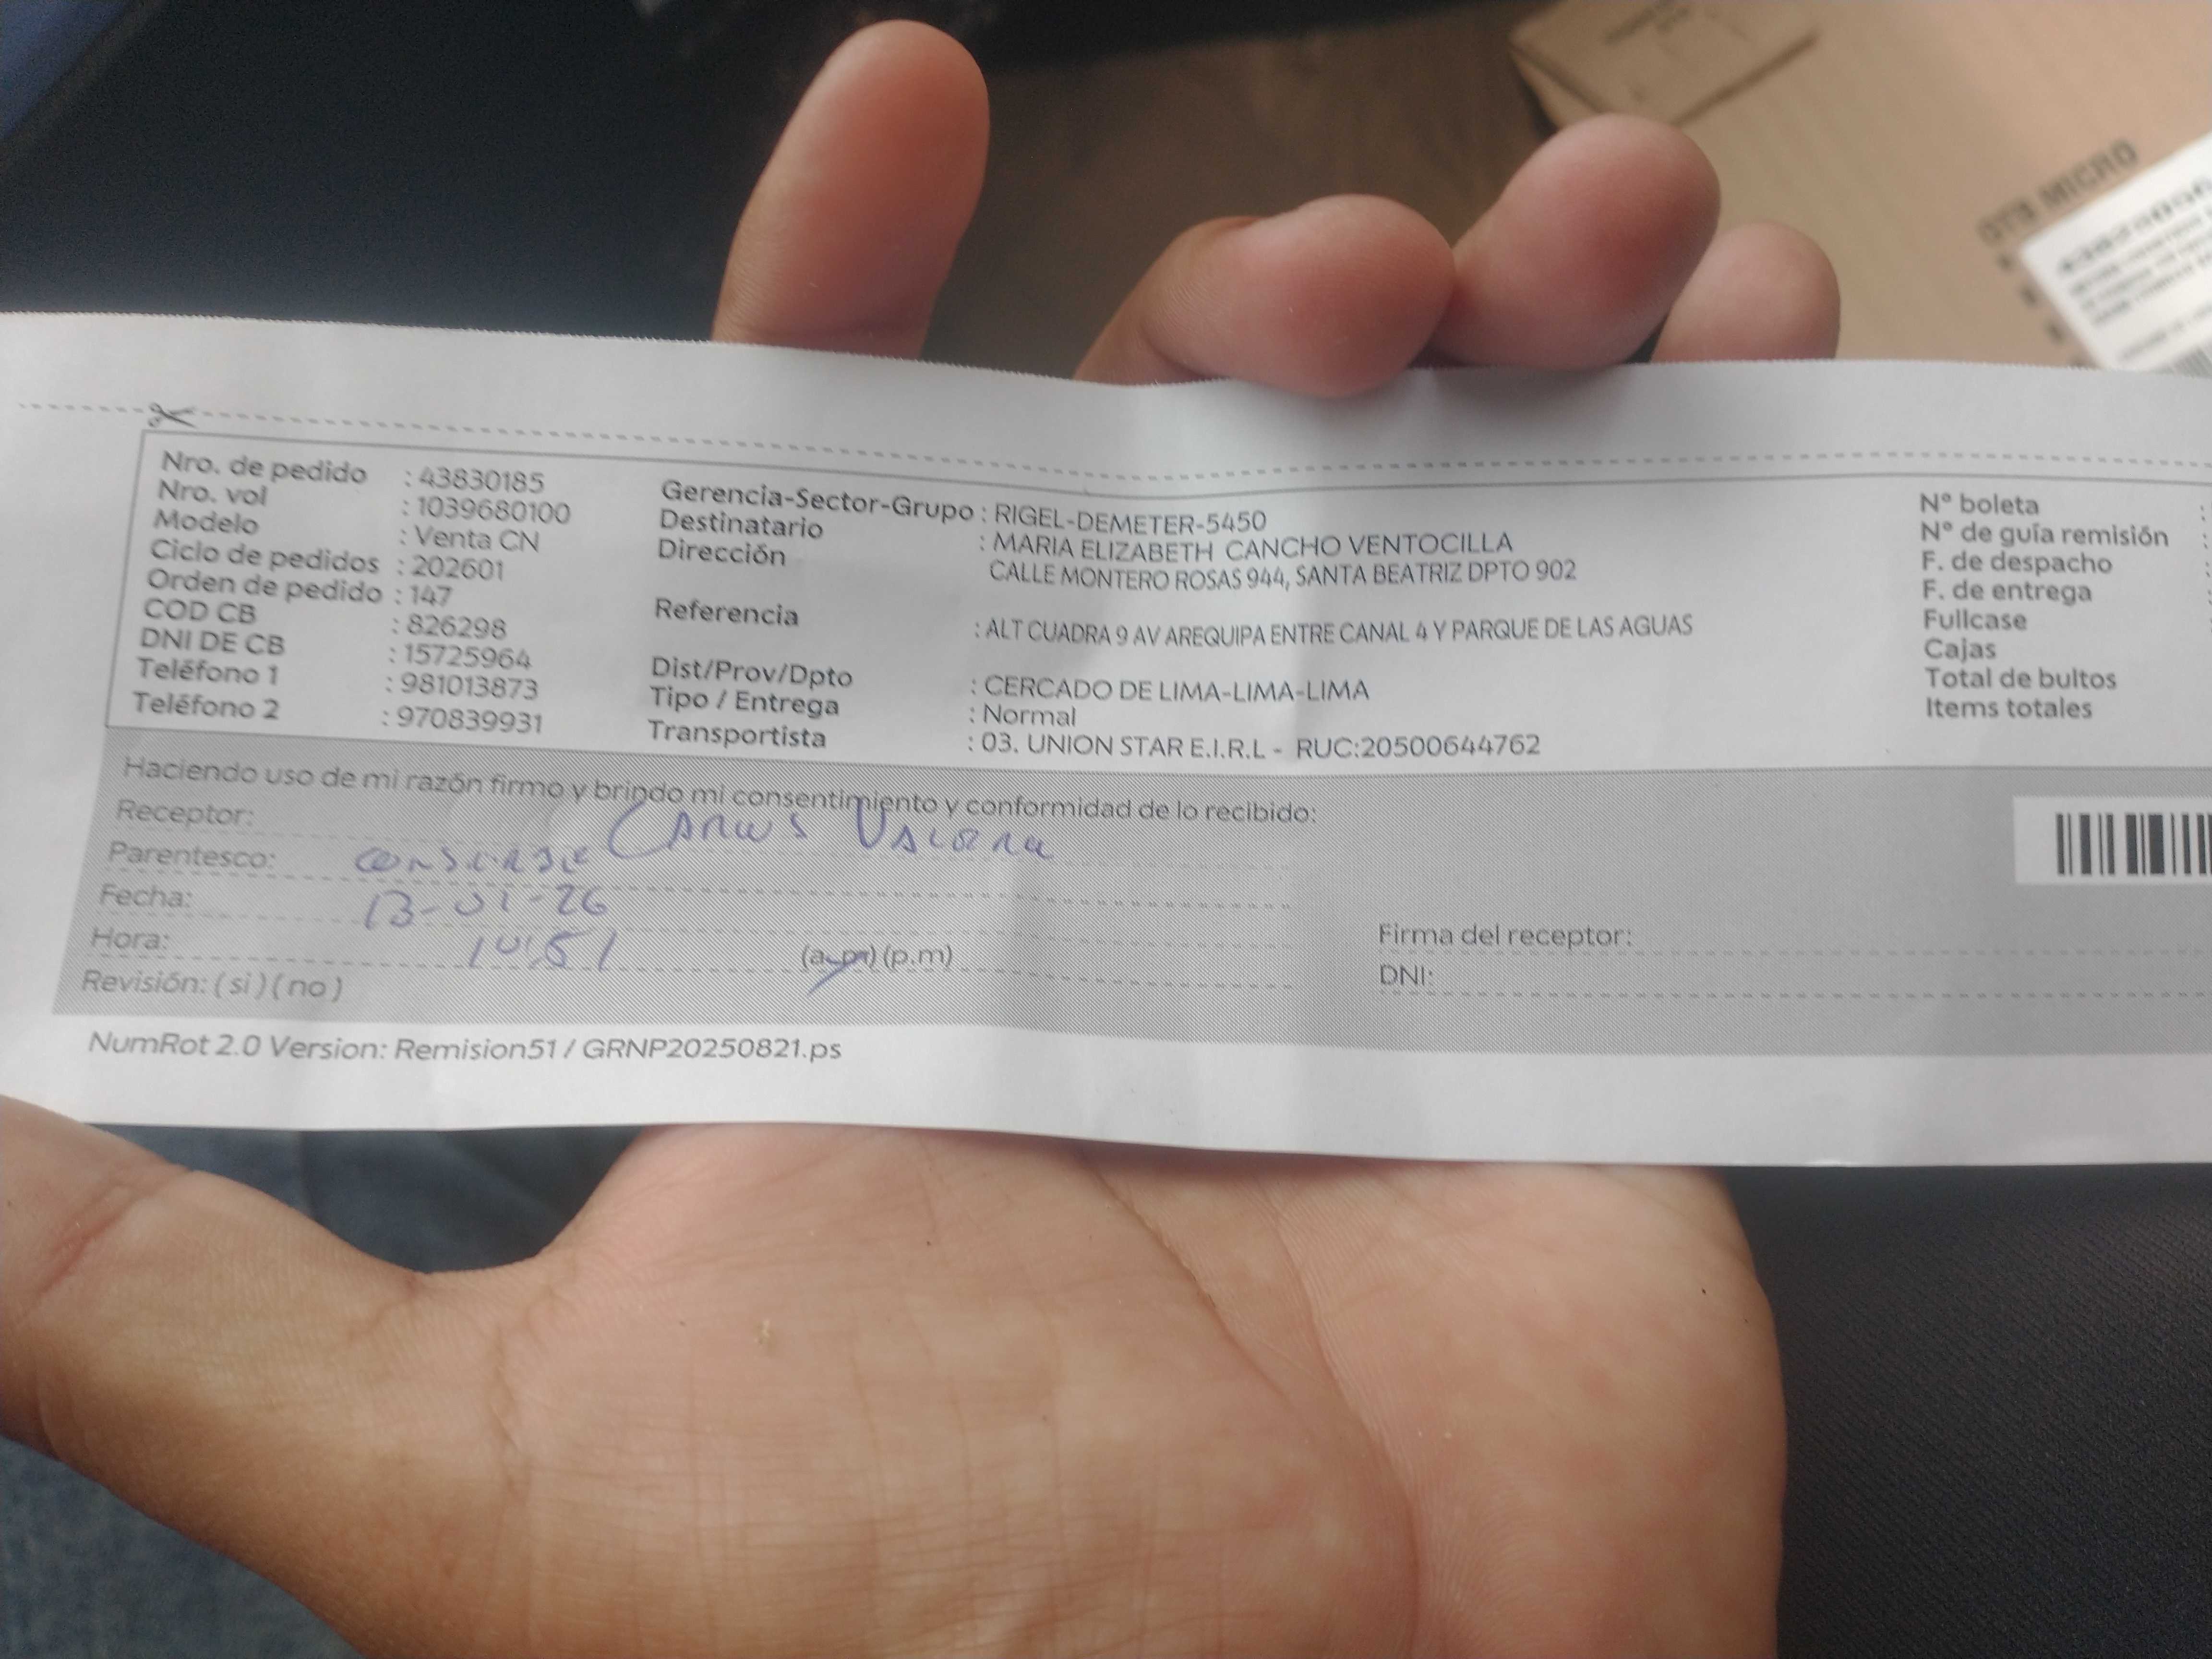 Nro. de pedido : 43830185
Nro. vol : 1039680100
Modelo : Venta CN
Ciclo de pedidos : 202601
Orden de pedido : 147
COD CB : 826298
DNI DE CB : 15725964
Teléfono 1 : 981013873
Teléfono 2 : 970839931
Gerencia-Sector-Grupo : RIGEL-DEMETER-5450
Destinatario : MARIA ELIZABETH CANCHO VENTOCILLA
Dirección CALLE MONTERO ROSAS 944, SANTA BEATRIZ DPTO 902
Referencia : ALT CUADRA 9 AV AREQUIPA ENTRE CANAL 4 Y PARQUE DE LAS AGUAS
Dist/Prov/Dpto : CERCADO DE LIMA-LIMA-LIMA
Tipo / Entrega : Normal
Transportista : 03. UNION STAR E.I.R.L - RUC:20500644762
N° boleta :
N° de guía remisión :
F. de despacho :
F. de entrega :
Fullcase
Cajas
Total de bultos
Items totales
Haciendo uso de mi razón firmo y brindo mi consentimiento y conformidad de lo recibido:
Receptor: Carlos
Parentesco: conserje
Fecha: 13-01-26
Hora: 10:51 (a.m) (p.m)
Revisión: ( si ) ( no )
Firma del receptor:
DNI:
NumRot 2.0 Version: Remision51 / GRNP20250821.ps
OTB MICRO